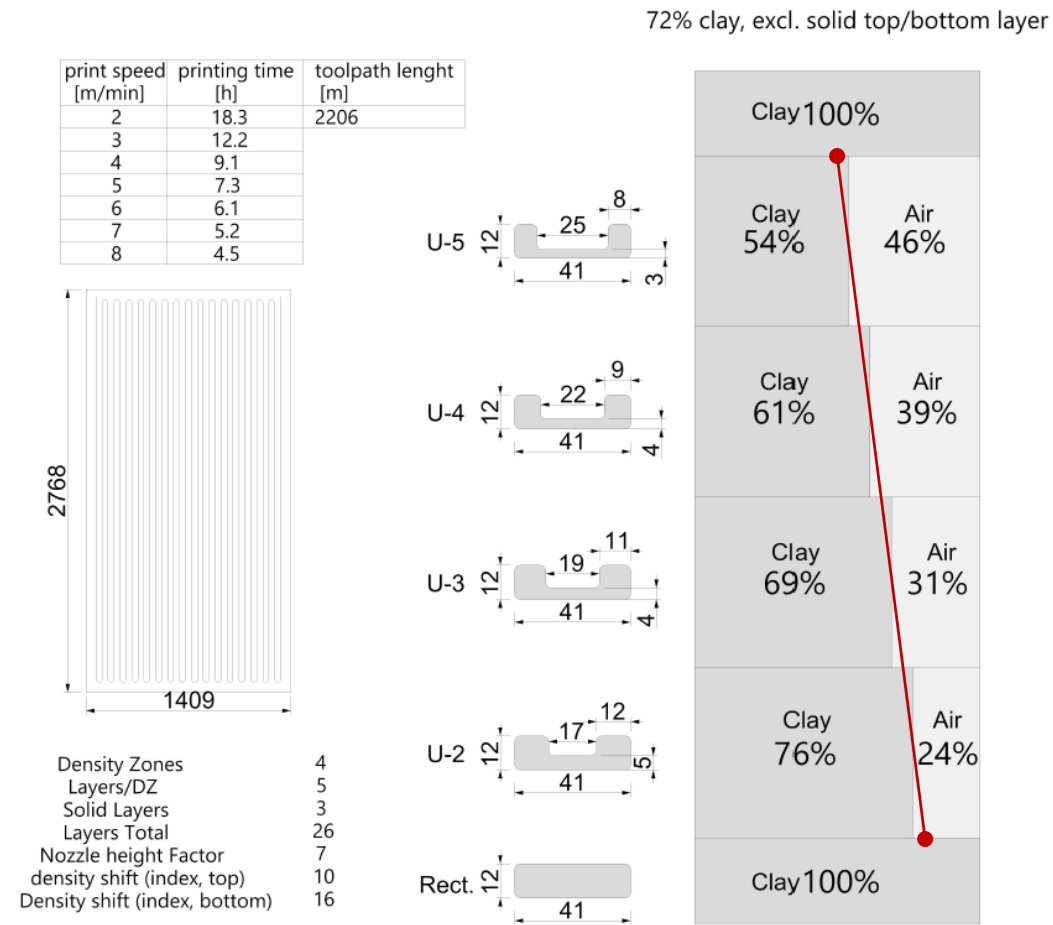 72% clay, excl. solid top/bottom layer
print speed printing time toolpath lenght
[m/min] [h] [m]
2 18.3 2206
3 12.2
4 9.1
5 7.3
6 6.1
7 5.2
8 4.5
2768
1409
Density Zones 4
Layers/DZ 5
Solid Layers 3
Layers Total 26
Nozzle height Factor 7
density shift (index, top) 10
Density shift (index, bottom) 16
8
U-5 12 25
41 3
9
U-4 12 22
41 4
11
U-3 12 19
41 4
12
U-2 12 17 5
41
Rect. 12
41
Clay 100%
Clay Air
54% 46%
Clay Air
61% 39%
Clay Air
69% 31%
Clay Air
76% 24%
Clay 100%